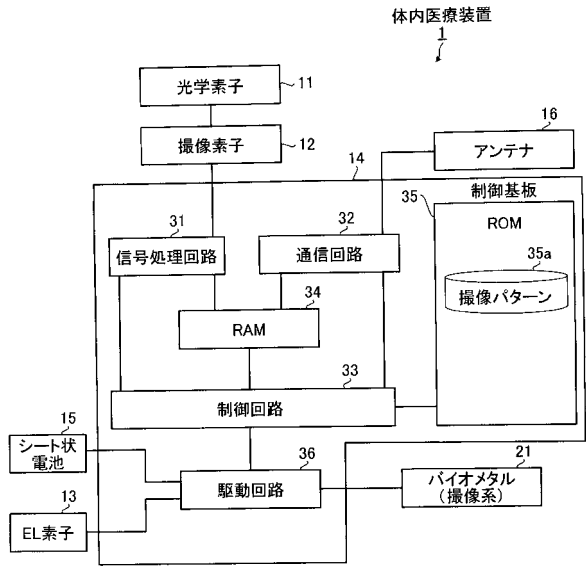 体内医療装置
1
光学素子
11
撮像素子
12
16
アンテナ
14
制御基板
35
ROM
31
信号処理回路
32
通信回路
35a
撮像パターン
34
RAM
33
制御回路
15
シート状
電池
36
駆動回路
21
バイオメタル
(撮像系)
13
EL素子